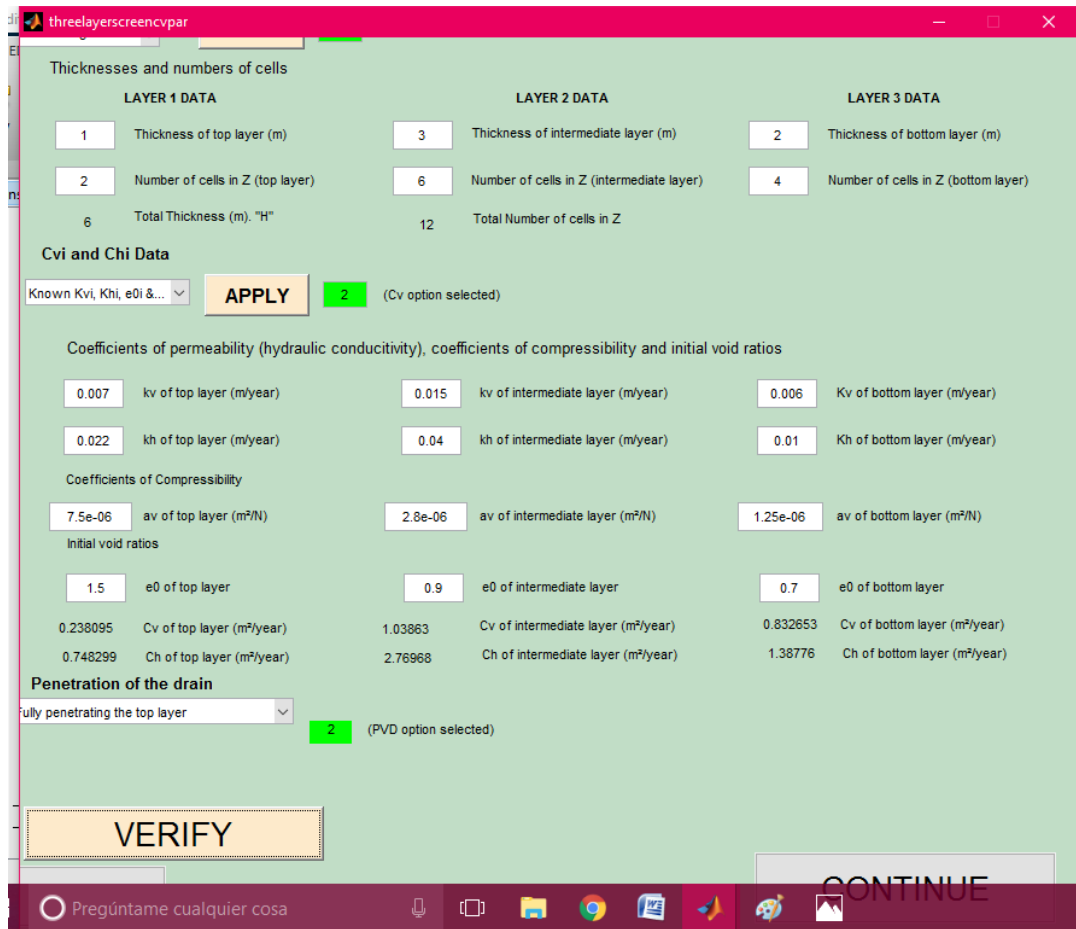 threelayerscreencvpar
Thicknesses and numbers of cells
LAYER 1 DATA LAYER 2 DATA LAYER 3 DATA
1 Thickness of top layer (m) 3 Thickness of intermediate layer (m) 2 Thickness of bottom layer (m)
2 Number of cells in Z (top layer) 6 Number of cells in Z (intermediate layer) 4 Number of cells in Z (bottom layer)
6 Total Thickness (m). "H" 12 Total Number of cells in Z
Cvi and Chi Data
Known Kvi, Khi, e0i &... APPLY 2 (Cv option selected)
Coefficients of permeability (hydraulic conducitivity), coefficients of compressibility and initial void ratios
0.007 kv of top layer (m/year) 0.015 kv of intermediate layer (m/year) 0.006 Kv of bottom layer (m/year)
0.022 kh of top layer (m/year) 0.04 kh of intermediate layer (m/year) 0.01 Kh of bottom layer (m/year)
Coefficients of Compressibility
7.5e-06 av of top layer (m²/N) 2.8e-06 av of intermediate layer (m²/N) 1.25e-06 av of bottom layer (m²/N)
Initial void ratios
1.5 e0 of top layer 0.9 e0 of intermediate layer 0.7 e0 of bottom layer
0.238095 Cv of top layer (m²/year) 1.03863 Cv of intermediate layer (m²/year) 0.832653 Cv of bottom layer (m²/year)
0.748299 Ch of top layer (m²/year) 2.76968 Ch of intermediate layer (m²/year) 1.38776 Ch of bottom layer (m²/year)
Penetration of the drain
Fully penetrating the top layer 2 (PVD option selected)
VERIFY
CONTINUE
Pregúntame cualquier cosa